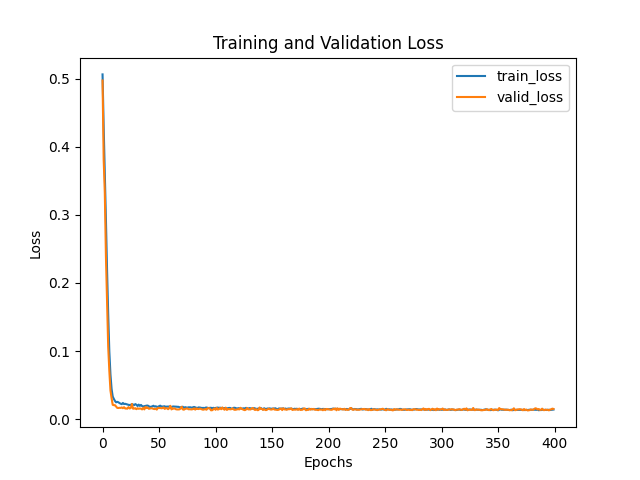 Training and Validation Loss
train_loss
valid_loss
0.5
0.4
0.3
0.2
0.1
0.0
Loss
0 50 100 150 200 250 300 350 400
Epochs